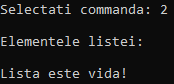 Selectati commanda: 2
Elementele listei:
Lista este vida!